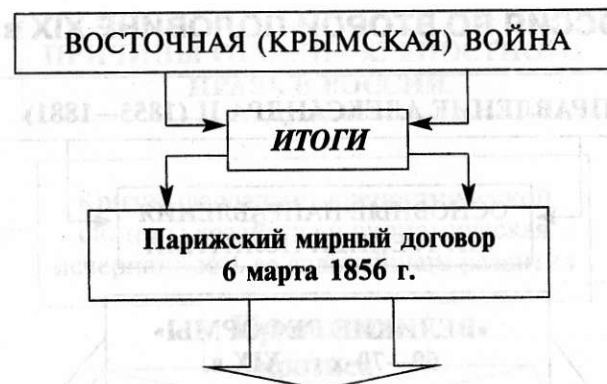 ВОСТОЧНАЯ (КРЫМСКАЯ) ВОЙНА
ИТОГИ
Парижский мирный договор
6 марта 1856 г.